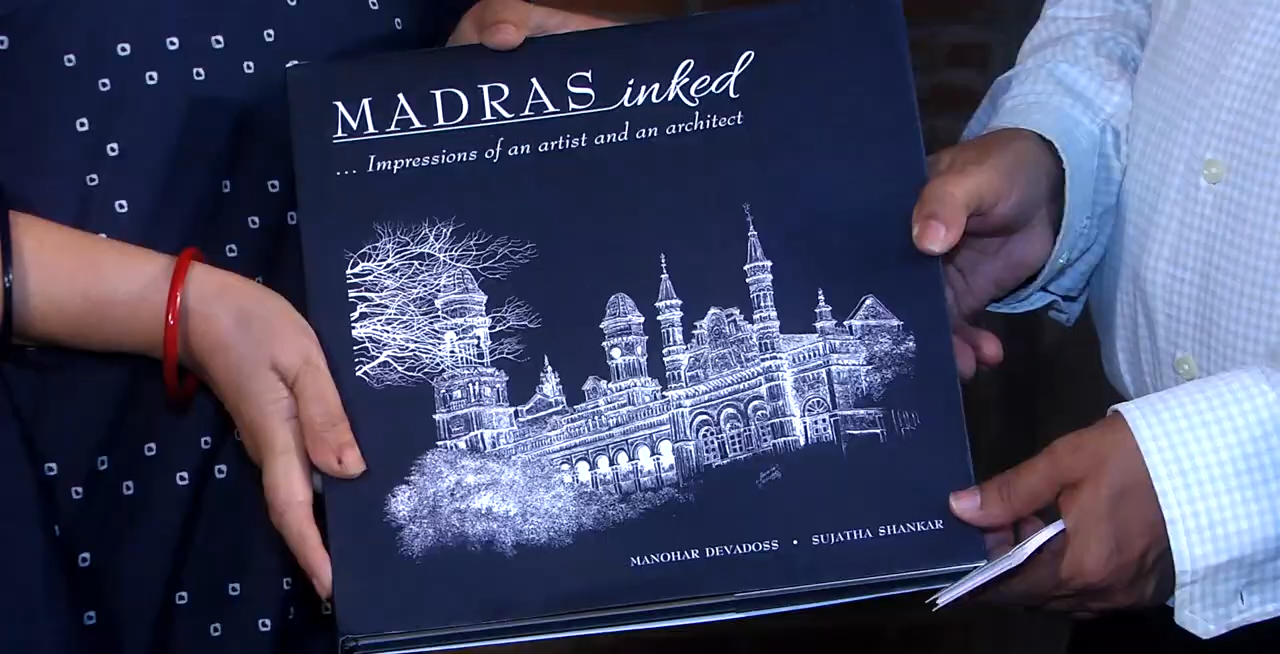 MADRAS inked
... Impressions of an artist and an architect
MANOHAR DEVADOSS • SUJATHA SHANKAR